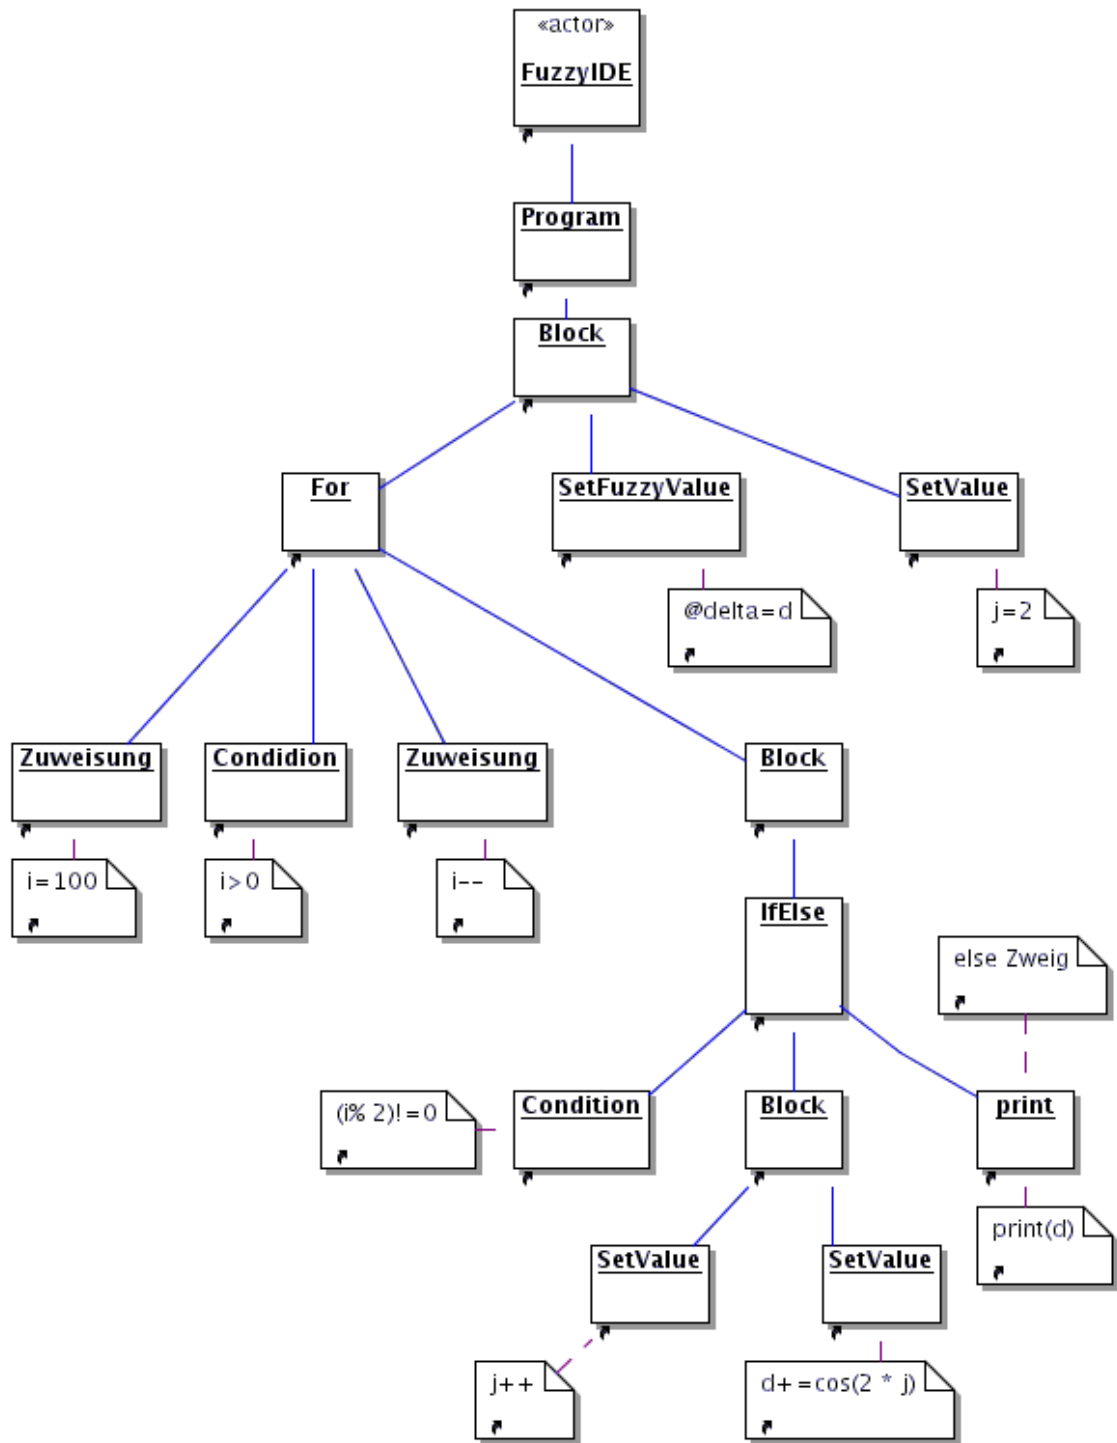 «actor»
FuzzyIDE
Program
Block
For
SetFuzzyValue
SetValue
@delta=d
j=2
Zuweisung
Condidion
Zuweisung
Block
i=100
i>0
i--
IfElse
else Zweig
(i% 2)!=0
Condition
Block
print
print(d)
SetValue
SetValue
j++
d+=cos(2 * j)